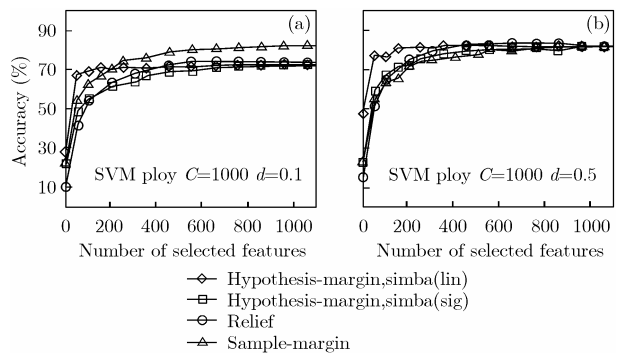 (a)
(b)
90
70
50
30
10
Accuracy (%)
SVM ploy C=1000 d=0.1
SVM ploy C=1000 d=0.5
0 200 400 600 800 1000
0 200 400 600 800 1000
Number of selected features
Number of selected features
Hypothesis-margin,simba(lin)
Hypothesis-margin,simba(sig)
Relief
Sample-margin